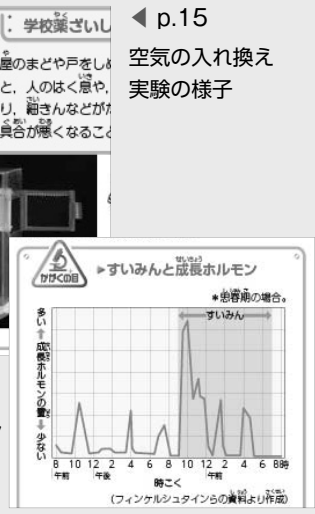 学校薬ざいし
◀ p.15
空気の入れ換え
実験の様子
屋のまどや戸をしめ
と，人のはく息や，
り，細きんなどがた
具合が悪くなること
かがくの目
▶すいみんと成長ホルモン
＊思春期の場合。
すいみん
多い↑成長ホルモンの量↓少ない
8 10 12 2 4 6 8 10 12 2 4 6 8時
午前 午後 午前
時こく
(フィンケルシュタインらの資料より作成)